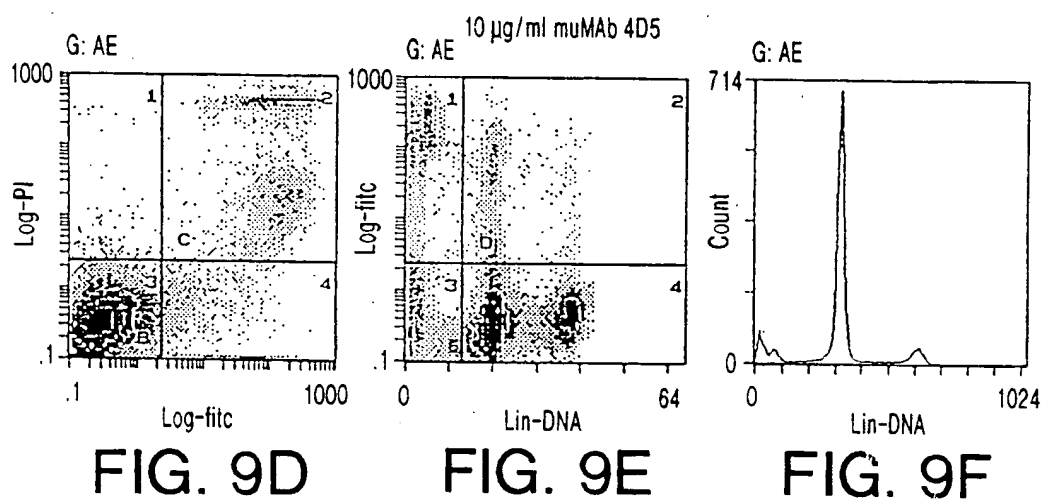 10 µg/ml muMAb 4D5
G: AE
1000
1
2
C
3
4
B
.1
.1
1000
Log-PI
Log-fitc
FIG. 9D
G: AE
1000
1
2
D
3
4
E
.1
0
64
Log-fitc
Lin-DNA
FIG. 9E
G: AE
714
0
0
1024
Count
Lin-DNA
FIG. 9F